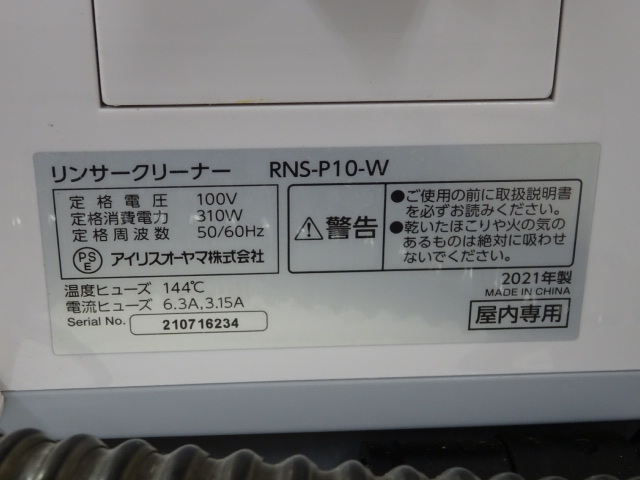 リンサークリーナー RNS-P10-W
定格電圧 100V
定格消費電力 310W
定格周波数 50/60Hz
PSE アイリスオーヤマ株式会社
温度ヒューズ 144℃
電流ヒューズ 6.3A,3.15A
Serial No. 210716234
警告
●ご使用の前に取扱説明書
を必ずお読みください。
●乾いたほこりや火の気の
あるものは絶対に吸わせ
ないでください。
2021年製
MADE IN CHINA
屋内専用